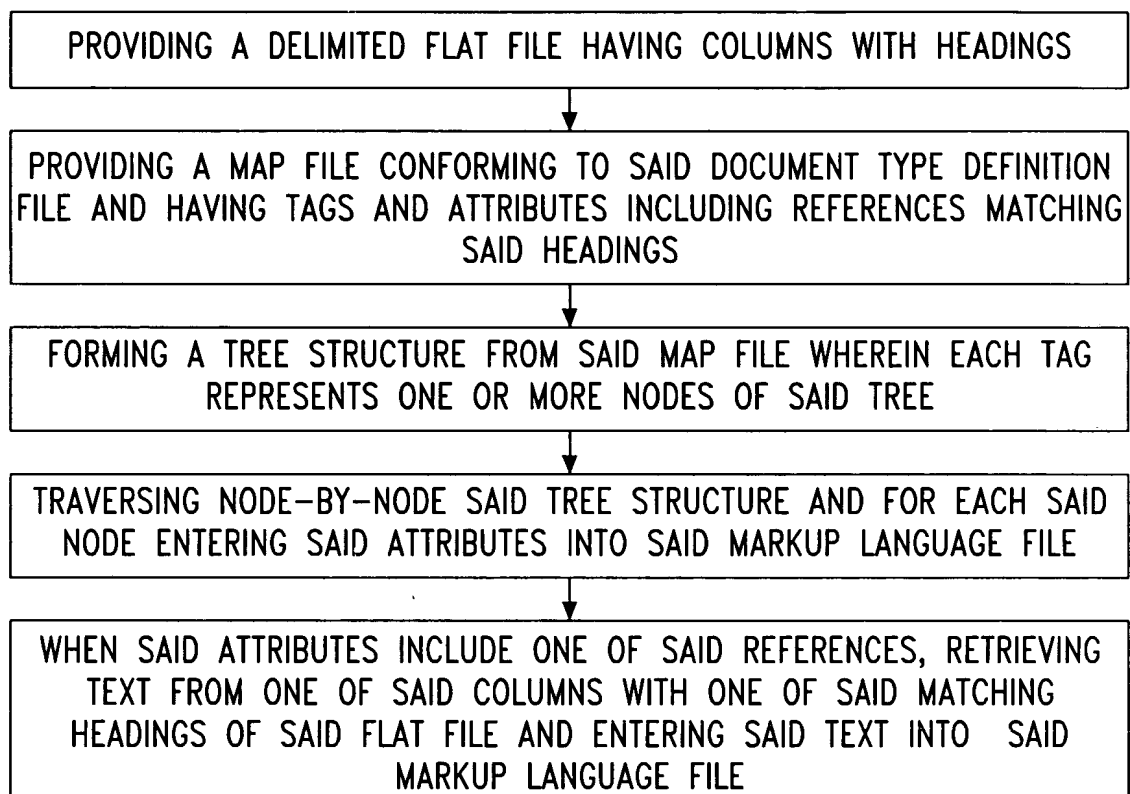 PROVIDING A DELIMITED FLAT FILE HAVING COLUMNS WITH HEADINGS
PROVIDING A MAP FILE CONFORMING TO SAID DOCUMENT TYPE DEFINITION
FILE AND HAVING TAGS AND ATTRIBUTES INCLUDING REFERENCES MATCHING
SAID HEADINGS
FORMING A TREE STRUCTURE FROM SAID MAP FILE WHEREIN EACH TAG
REPRESENTS ONE OR MORE NODES OF SAID TREE
TRAVERSING NODE-BY-NODE SAID TREE STRUCTURE AND FOR EACH SAID
NODE ENTERING SAID ATTRIBUTES INTO SAID MARKUP LANGUAGE FILE
WHEN SAID ATTRIBUTES INCLUDE ONE OF SAID REFERENCES, RETRIEVING
TEXT FROM ONE OF SAID COLUMNS WITH ONE OF SAID MATCHING
HEADINGS OF SAID FLAT FILE AND ENTERING SAID TEXT INTO SAID
MARKUP LANGUAGE FILE